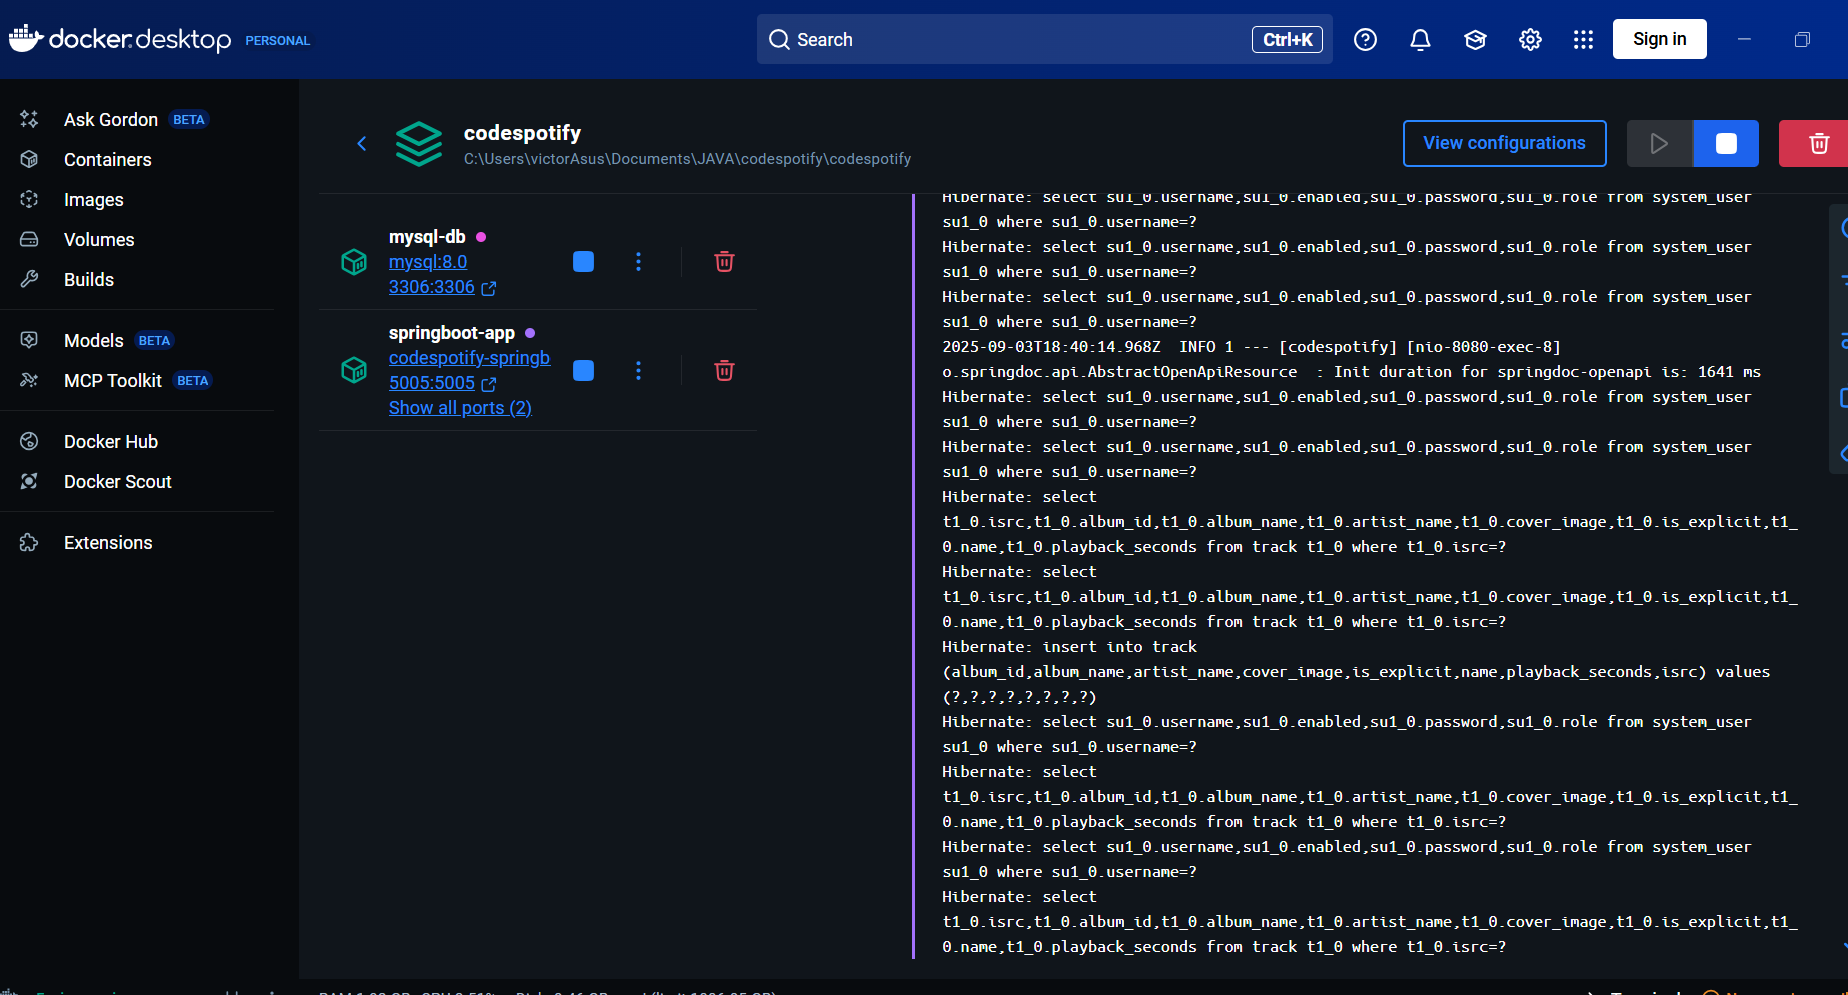 docker.desktop PERSONAL
Search Ctrl+K
Sign in
Ask Gordon BETA
Containers
Images
Volumes
Builds
Models BETA
MCP Toolkit BETA
Docker Hub
Docker Scout
Extensions
codespotify
C:\Users\victorAsus\Documents\JAVA\codespotify\codespotify
View configurations
mysql-db
mysql:8.0
3306:3306
springboot-app
codespotify-springb
5005:5005
Show all ports (2)
Hibernate: select su1_0.username,su1_0.enabled,su1_0.password,su1_0.role from system_user
su1_0 where su1_0.username=?
Hibernate: select su1_0.username,su1_0.enabled,su1_0.password,su1_0.role from system_user
su1_0 where su1_0.username=?
Hibernate: select su1_0.username,su1_0.enabled,su1_0.password,su1_0.role from system_user
su1_0 where su1_0.username=?
2025-09-03T18:40:14.968Z  INFO 1 --- [codespotify] [nio-8080-exec-8]
o.springdoc.api.AbstractOpenApiResource  : Init duration for springdoc-openapi is: 1641 ms
Hibernate: select su1_0.username,su1_0.enabled,su1_0.password,su1_0.role from system_user
su1_0 where su1_0.username=?
Hibernate: select su1_0.username,su1_0.enabled,su1_0.password,su1_0.role from system_user
su1_0 where su1_0.username=?
Hibernate: select
t1_0.isrc,t1_0.album_id,t1_0.album_name,t1_0.artist_name,t1_0.cover_image,t1_0.is_explicit,t1_
0.name,t1_0.playback_seconds from track t1_0 where t1_0.isrc=?
Hibernate: select
t1_0.isrc,t1_0.album_id,t1_0.album_name,t1_0.artist_name,t1_0.cover_image,t1_0.is_explicit,t1_
0.name,t1_0.playback_seconds from track t1_0 where t1_0.isrc=?
Hibernate: insert into track
(album_id,album_name,artist_name,cover_image,is_explicit,name,playback_seconds,isrc) values
(?,?,?,?,?,?,?,?)
Hibernate: select su1_0.username,su1_0.enabled,su1_0.password,su1_0.role from system_user
su1_0 where su1_0.username=?
Hibernate: select
t1_0.isrc,t1_0.album_id,t1_0.album_name,t1_0.artist_name,t1_0.cover_image,t1_0.is_explicit,t1_
0.name,t1_0.playback_seconds from track t1_0 where t1_0.isrc=?
Hibernate: select su1_0.username,su1_0.enabled,su1_0.password,su1_0.role from system_user
su1_0 where su1_0.username=?
Hibernate: select
t1_0.isrc,t1_0.album_id,t1_0.album_name,t1_0.artist_name,t1_0.cover_image,t1_0.is_explicit,t1_
0.name,t1_0.playback_seconds from track t1_0 where t1_0.isrc=?